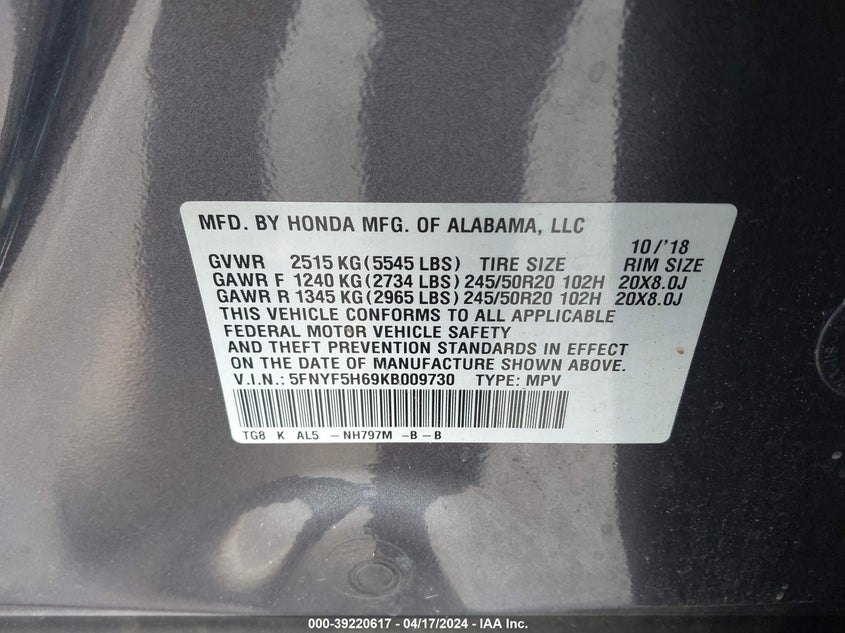 MFD. BY HONDA MFG. OF ALABAMA, LLC
10/'18
GVWR 2515 KG(5545 LBS) TIRE SIZE RIM SIZE
GAWR F 1240 KG(2734 LBS) 245/50R20 102H 20X8.0J
GAWR R 1345 KG(2965 LBS) 245/50R20 102H 20X8.0J
THIS VEHICLE CONFORMS TO ALL APPLICABLE
FEDERAL MOTOR VEHICLE SAFETY
AND THEFT PREVENTION STANDARDS IN EFFECT
ON THE DATE OF MANUFACTURE SHOWN ABOVE.
V.I.N.: 5FNYF5H69KB009730 TYPE: MPV
TG8 K AL5 -NH797M -B-B
000-39220617 - 04/17/2024 - IAA Inc.